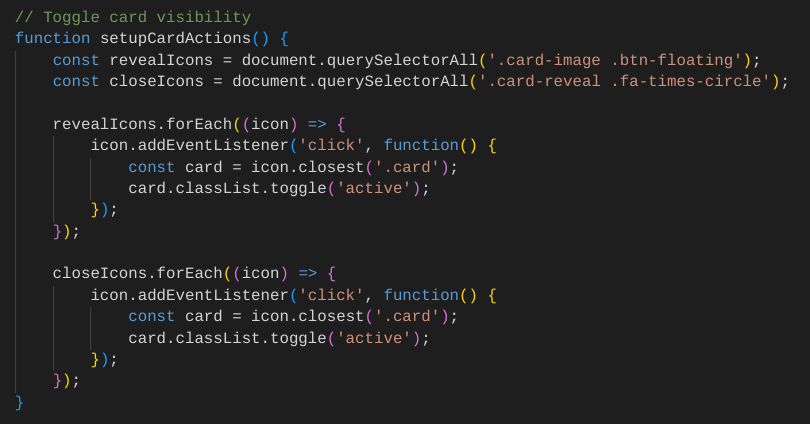 // Toggle card visibility
function setupCardActions() {
    const revealIcons = document.querySelectorAll('.card-image .btn-floating');
    const closeIcons = document.querySelectorAll('.card-reveal .fa-times-circle');

    revealIcons.forEach((icon) => {
        icon.addEventListener('click', function() {
            const card = icon.closest('.card');
            card.classList.toggle('active');
        });
    });

    closeIcons.forEach((icon) => {
        icon.addEventListener('click', function() {
            const card = icon.closest('.card');
            card.classList.toggle('active');
        });
    });
}